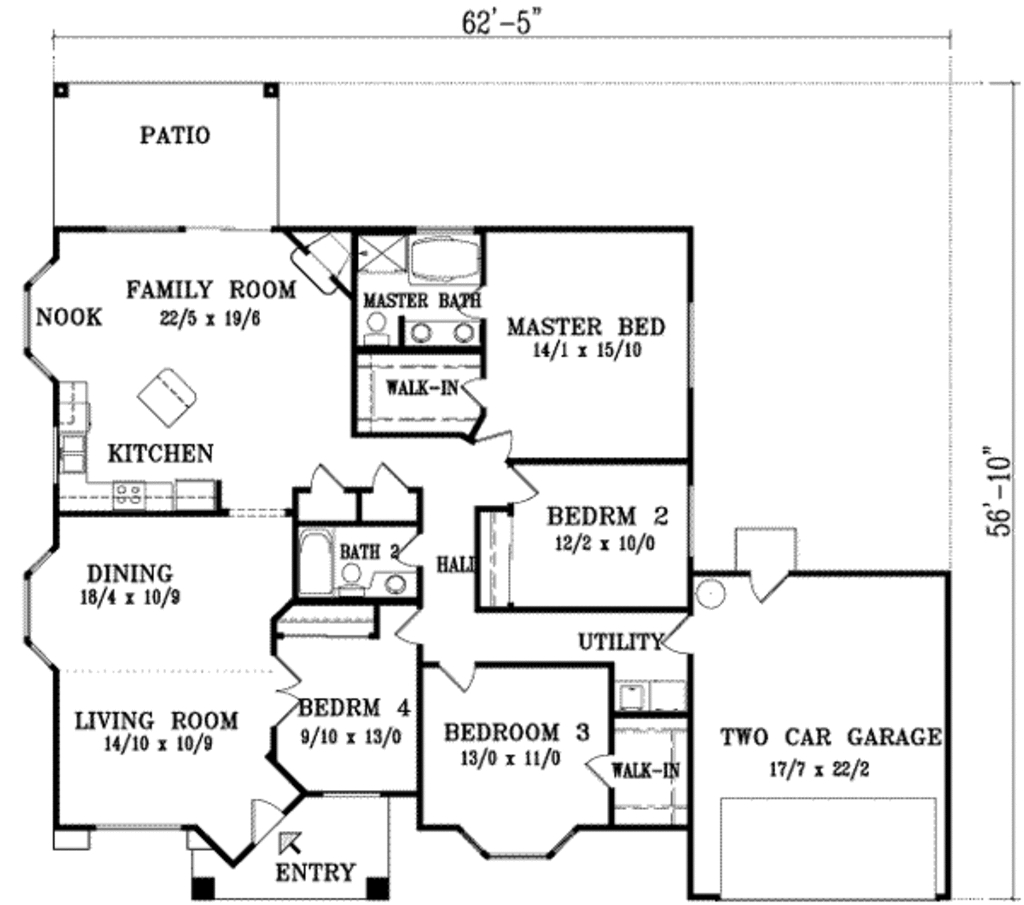 62'-5"
PATIO
FAMILY ROOM
22/5 x 19/6
NOOK
MASTER BATH
MASTER BED
14/1 x 15/10
WALK-IN
KITCHEN
56'-10"
BEDRM 2
12/2 x 10/0
BATH 2
HALL
DINING
18/4 x 10/9
UTILITY
LIVING ROOM
14/10 x 10/9
BEDRM 4
9/10 x 13/0
BEDROOM 3
13/0 x 11/0
WALK-IN
TWO CAR GARAGE
17/7 x 22/2
ENTRY